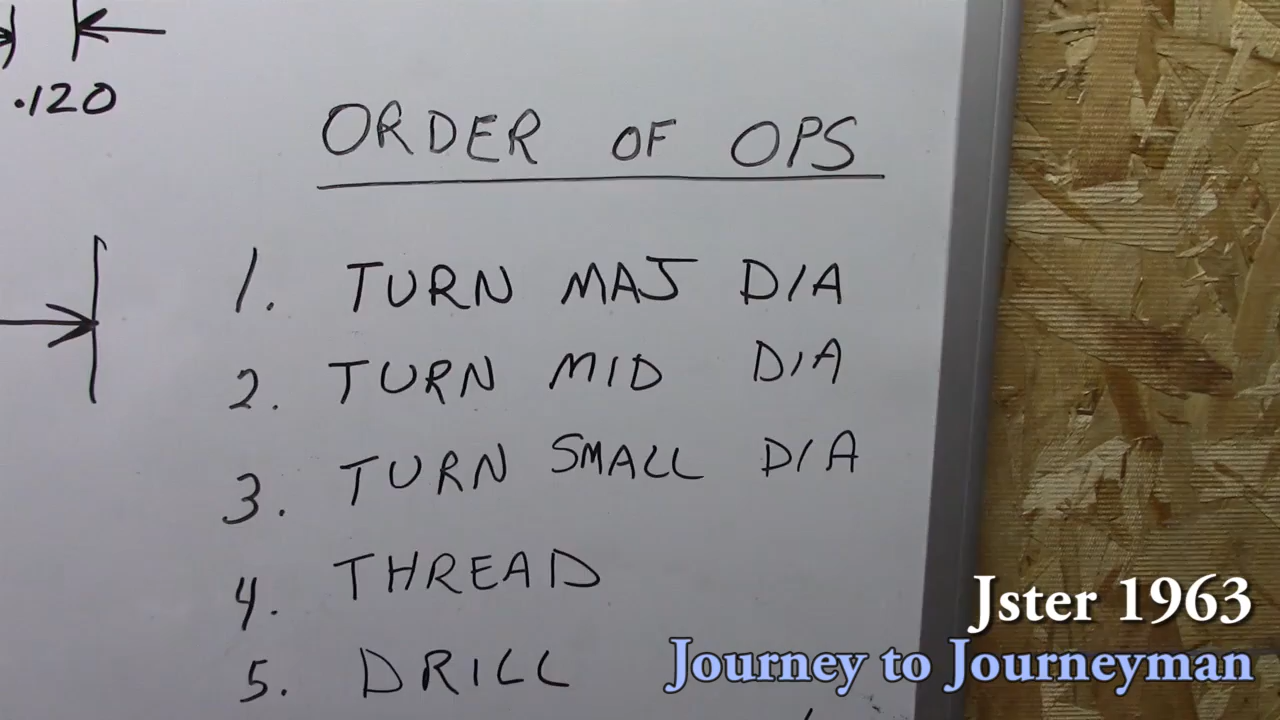 .120
ORDER OF OPS
1. TURN MAJ DIA
2. TURN MID DIA
3. TURN SMALL DIA
4. THREAD
5. DRILL
Jster 1963
Journey to Journeyman